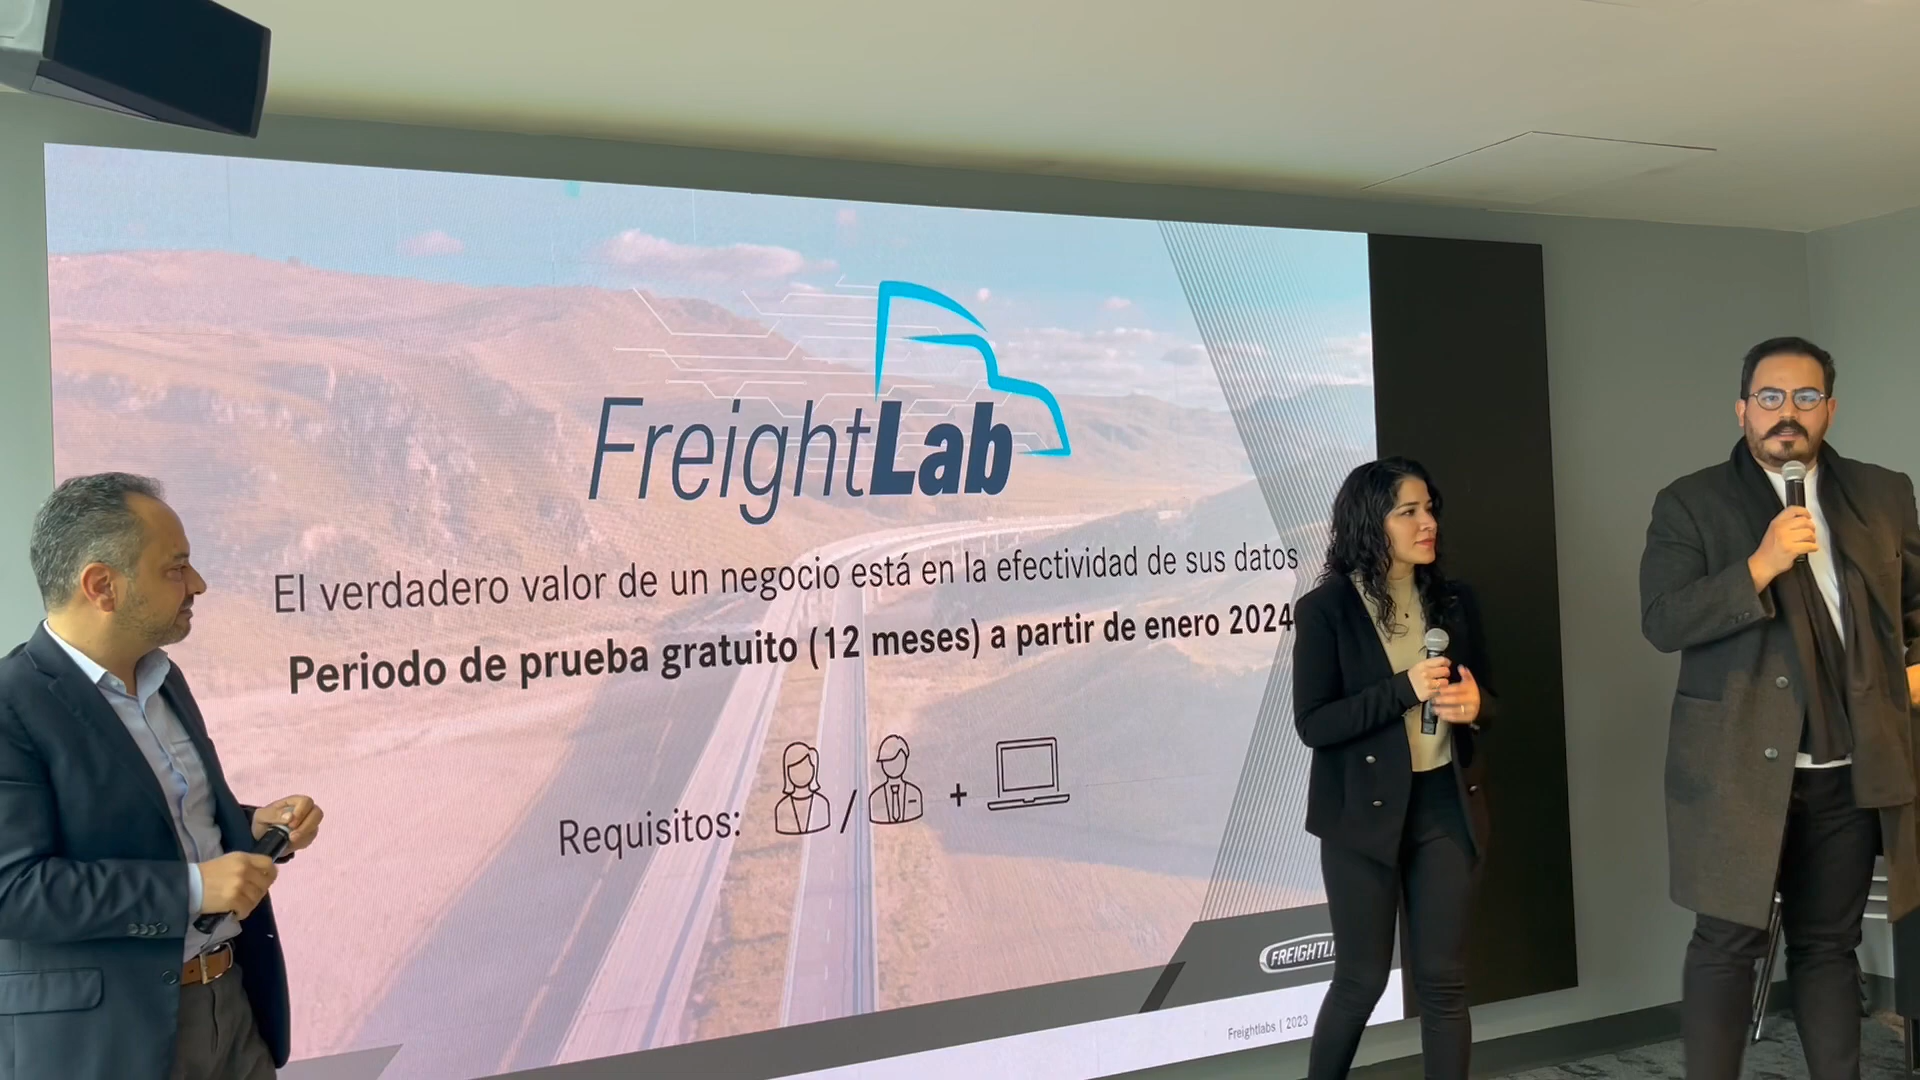 FreightLab
El verdadero valor de un negocio está en la efectividad de sus datos
Periodo de prueba gratuito (12 meses) a partir de enero 2024
Requisitos: / +
FREIGHTLI
Freightlabs | 2023